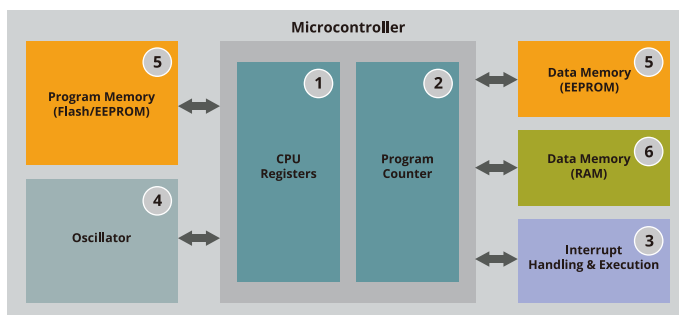 Microcontroller
5
Program Memory
(Flash/EEPROM)
4
Oscillator
1
CPU
Registers
2
Program
Counter
5
Data Memory
(EEPROM)
6
Data Memory
(RAM)
3
Interrupt
Handling & Execution